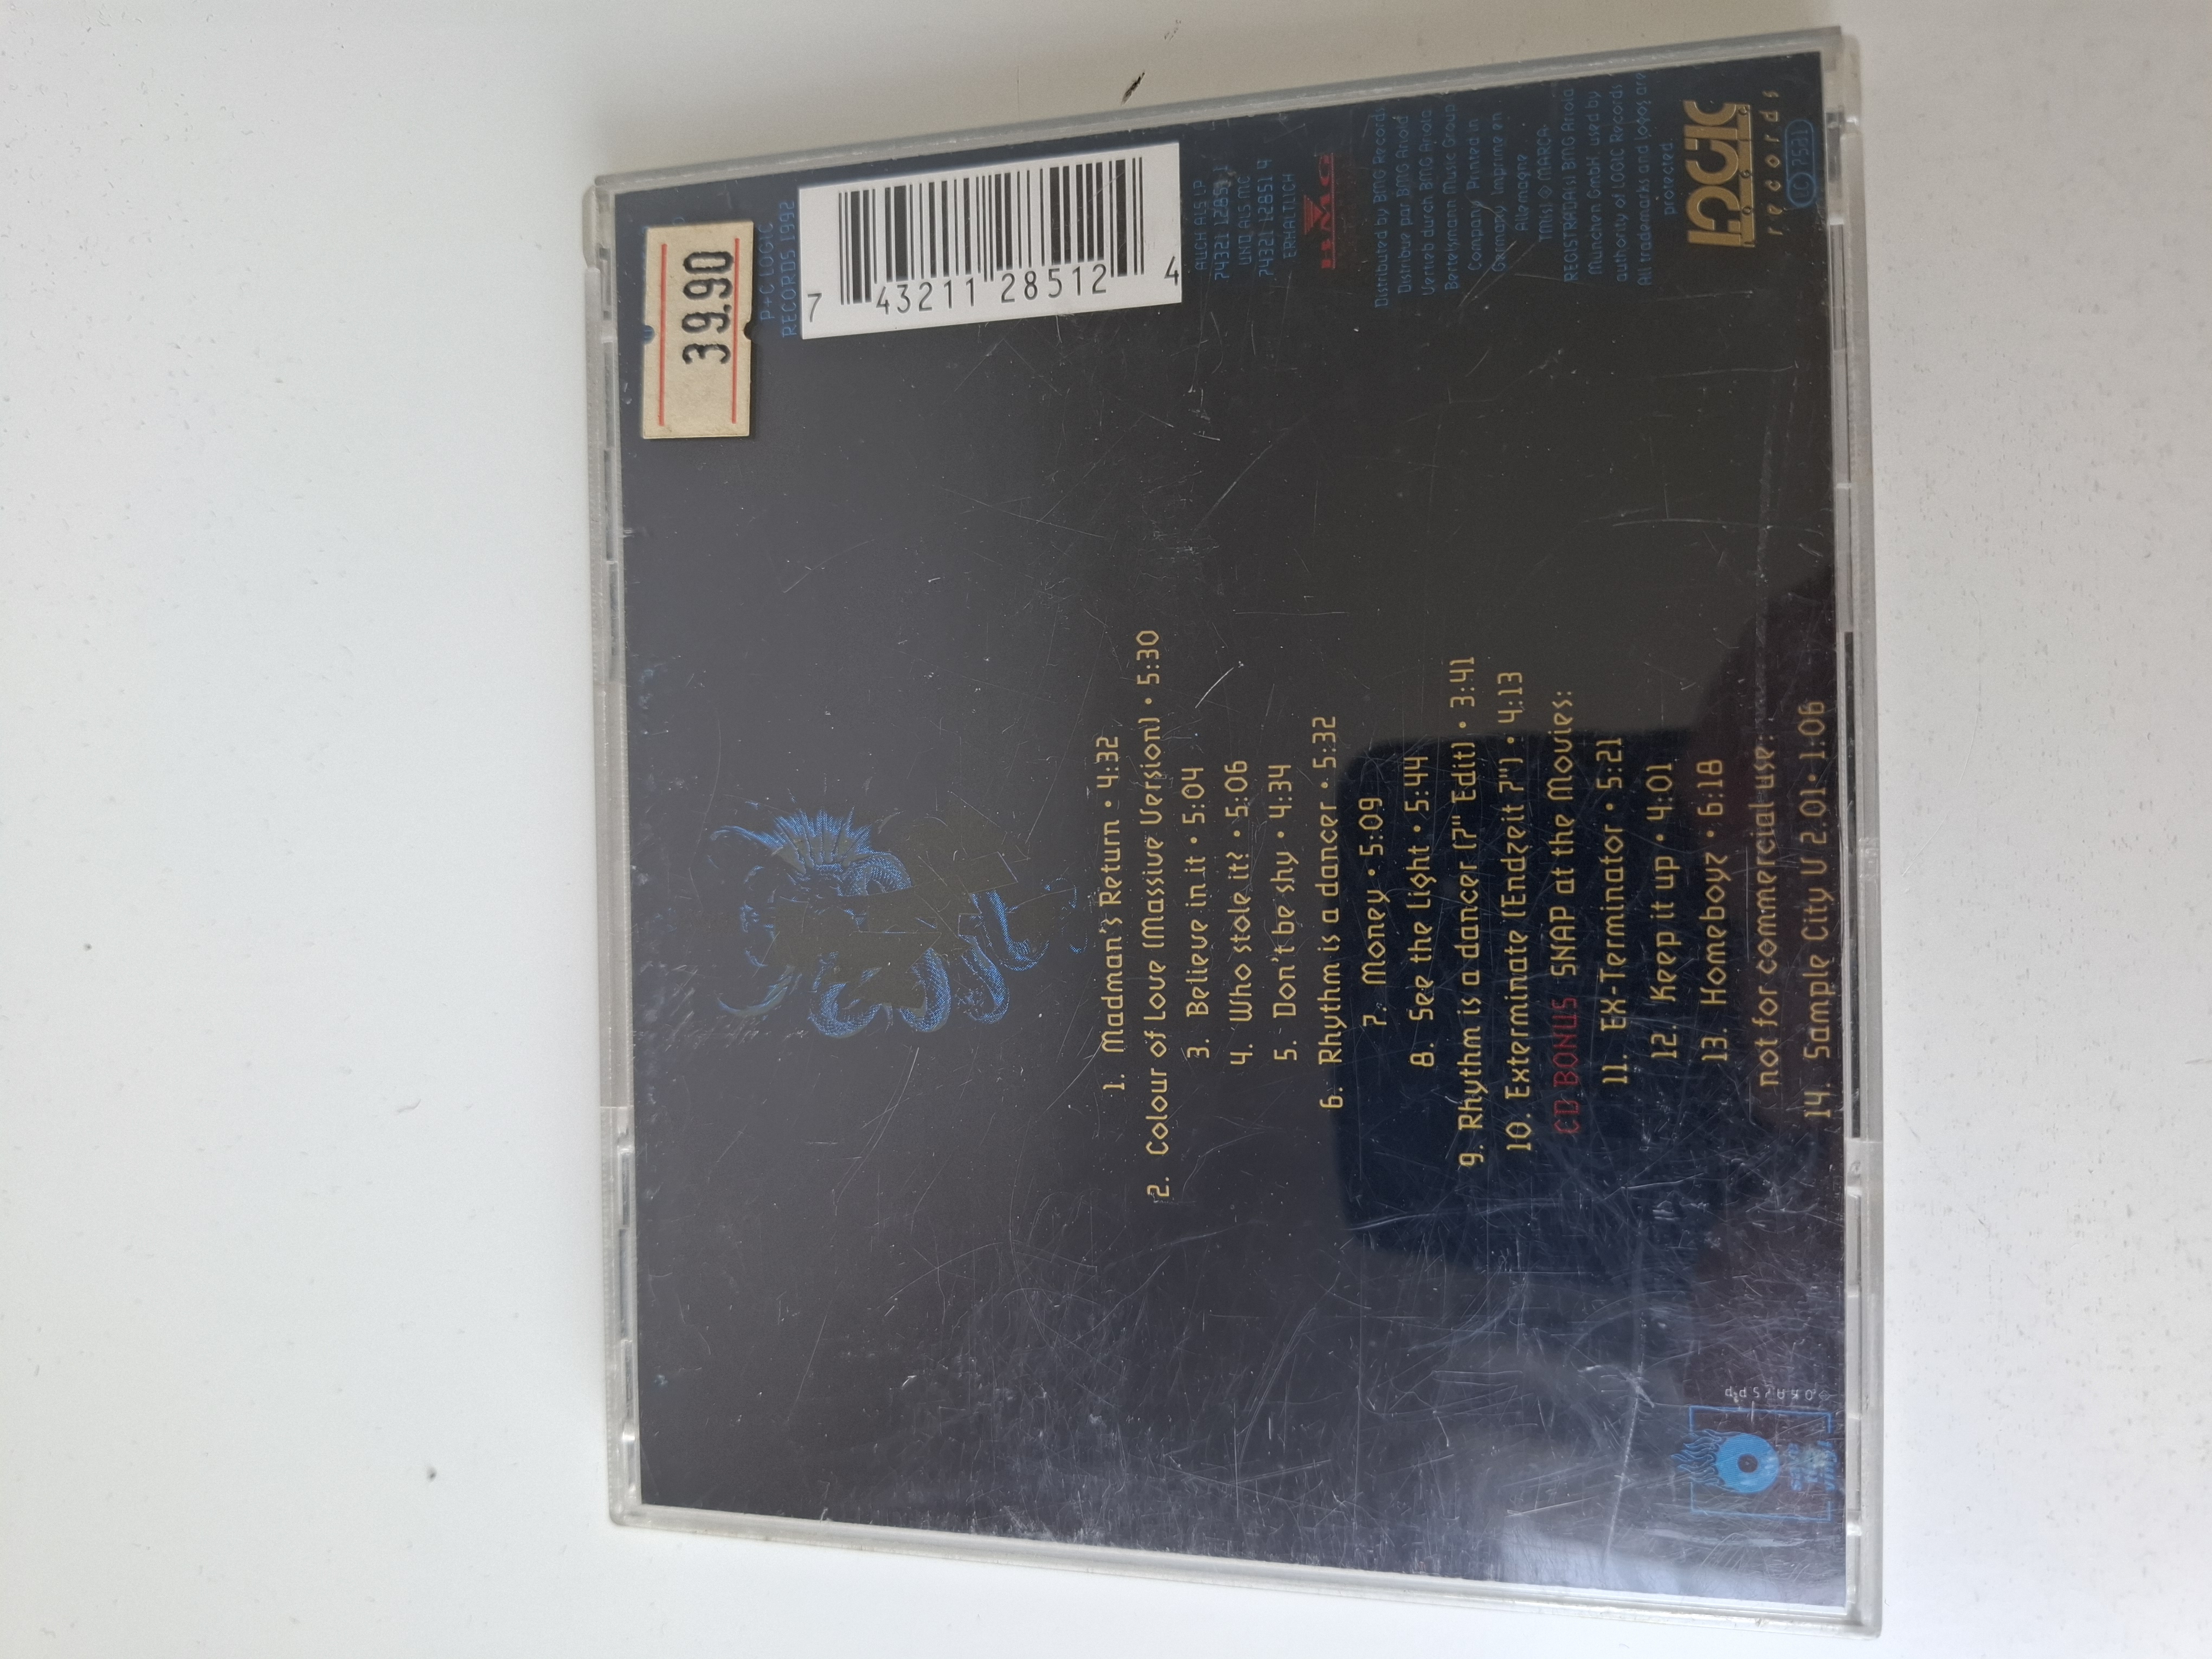 39.90
P+C LOGIC
RECORDS 1992
7 43211 28512 4
AUCH ALS LP
74321 12851 1
UND ALS MC
74321 12851 4
ERHÄLTLICH
BMG
Distributed by BMG Records
Distribue par BMG Ariola
Vertrieb durch BMG Ariola
Bertelsmann Music Group
Company Printed in
Germany Imprime en
Allemagne
TM(s) ® MARCA
REGISTRADA(s) BMG Ariola
Munchen GmbH. used by
authority of LOGIC Records
All trademarks and logos are
protected
LOGIC
records
LC 7581
1. Madman's Return • 4:32
2. Colour of Love (Massive Version) • 5:30
3. Believe in it • 5:04
4. Who stole it? • 5:06
5. Don't be shy • 4:34
6. Rhythm is a dancer • 5:32
7. Money • 5:09
8. See the Light • 5:44
9. Rhythm is a dancer (7" Edit) • 3:41
10. Exterminate (Endzeit 7") • 4:13
CD BONUS SNAP at the Movies:
11. EX-Terminator • 5:21
12. Keep it up • 4:01
13. Homeboyz • 6:18
not for commercial use:
14. Sample City U 2.01 • 1:06